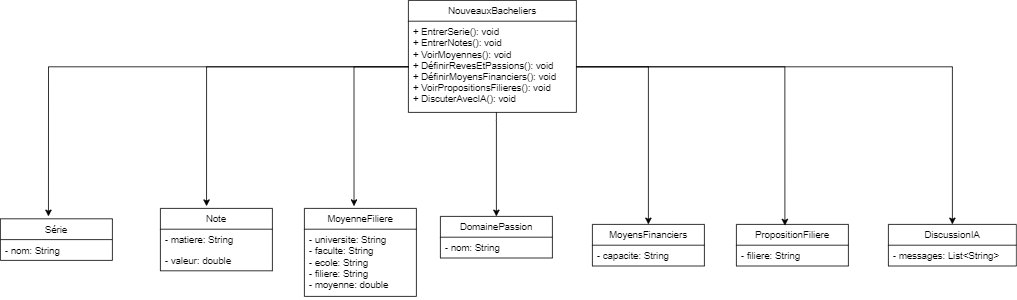 NouveauxBacheliers
+ EntrerSerie(): void
+ EntrerNotes(): void
+ VoirMoyennes(): void
+ DéfinirRevesEtPassions(): void
+ DéfinirMoyensFinanciers(): void
+ VoirPropositionsFilieres(): void
+ DiscuterAvecIA(): void
Série
- nom: String
Note
- matiere: String
- valeur: double
MoyenneFiliere
- universite: String
- faculte: String
- ecole: String
- filiere: String
- moyenne: double
DomainePassion
- nom: String
MoyensFinanciers
- capacite: String
PropositionFiliere
- filiere: String
DiscussionIA
- messages: List<String>